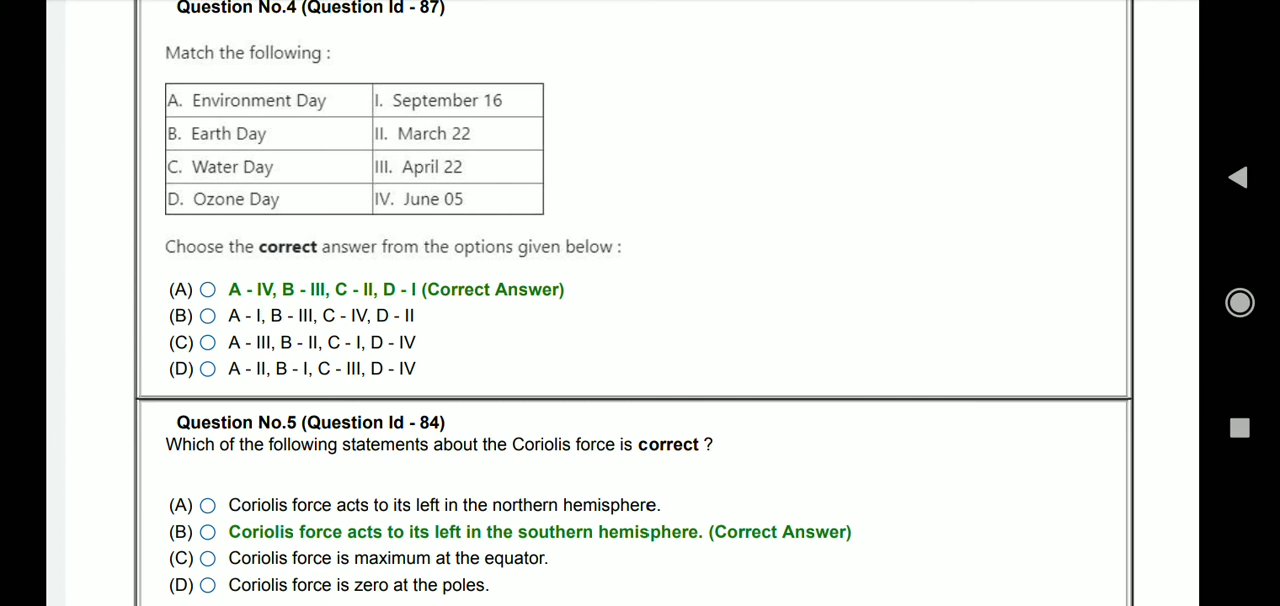 Question No.4 (Question Id - 87)
Match the following :
A. Environment Day I. September 16
B. Earth Day II. March 22
C. Water Day III. April 22
D. Ozone Day IV. June 05
Choose the correct answer from the options given below :
(A) A - IV, B - III, C - II, D - I (Correct Answer)
(B) A - I, B - III, C - IV, D - II
(C) A - III, B - II, C - I, D - IV
(D) A - II, B - I, C - III, D - IV
Question No.5 (Question Id - 84)
Which of the following statements about the Coriolis force is correct ?
(A) Coriolis force acts to its left in the northern hemisphere.
(B) Coriolis force acts to its left in the southern hemisphere. (Correct Answer)
(C) Coriolis force is maximum at the equator.
(D) Coriolis force is zero at the poles.